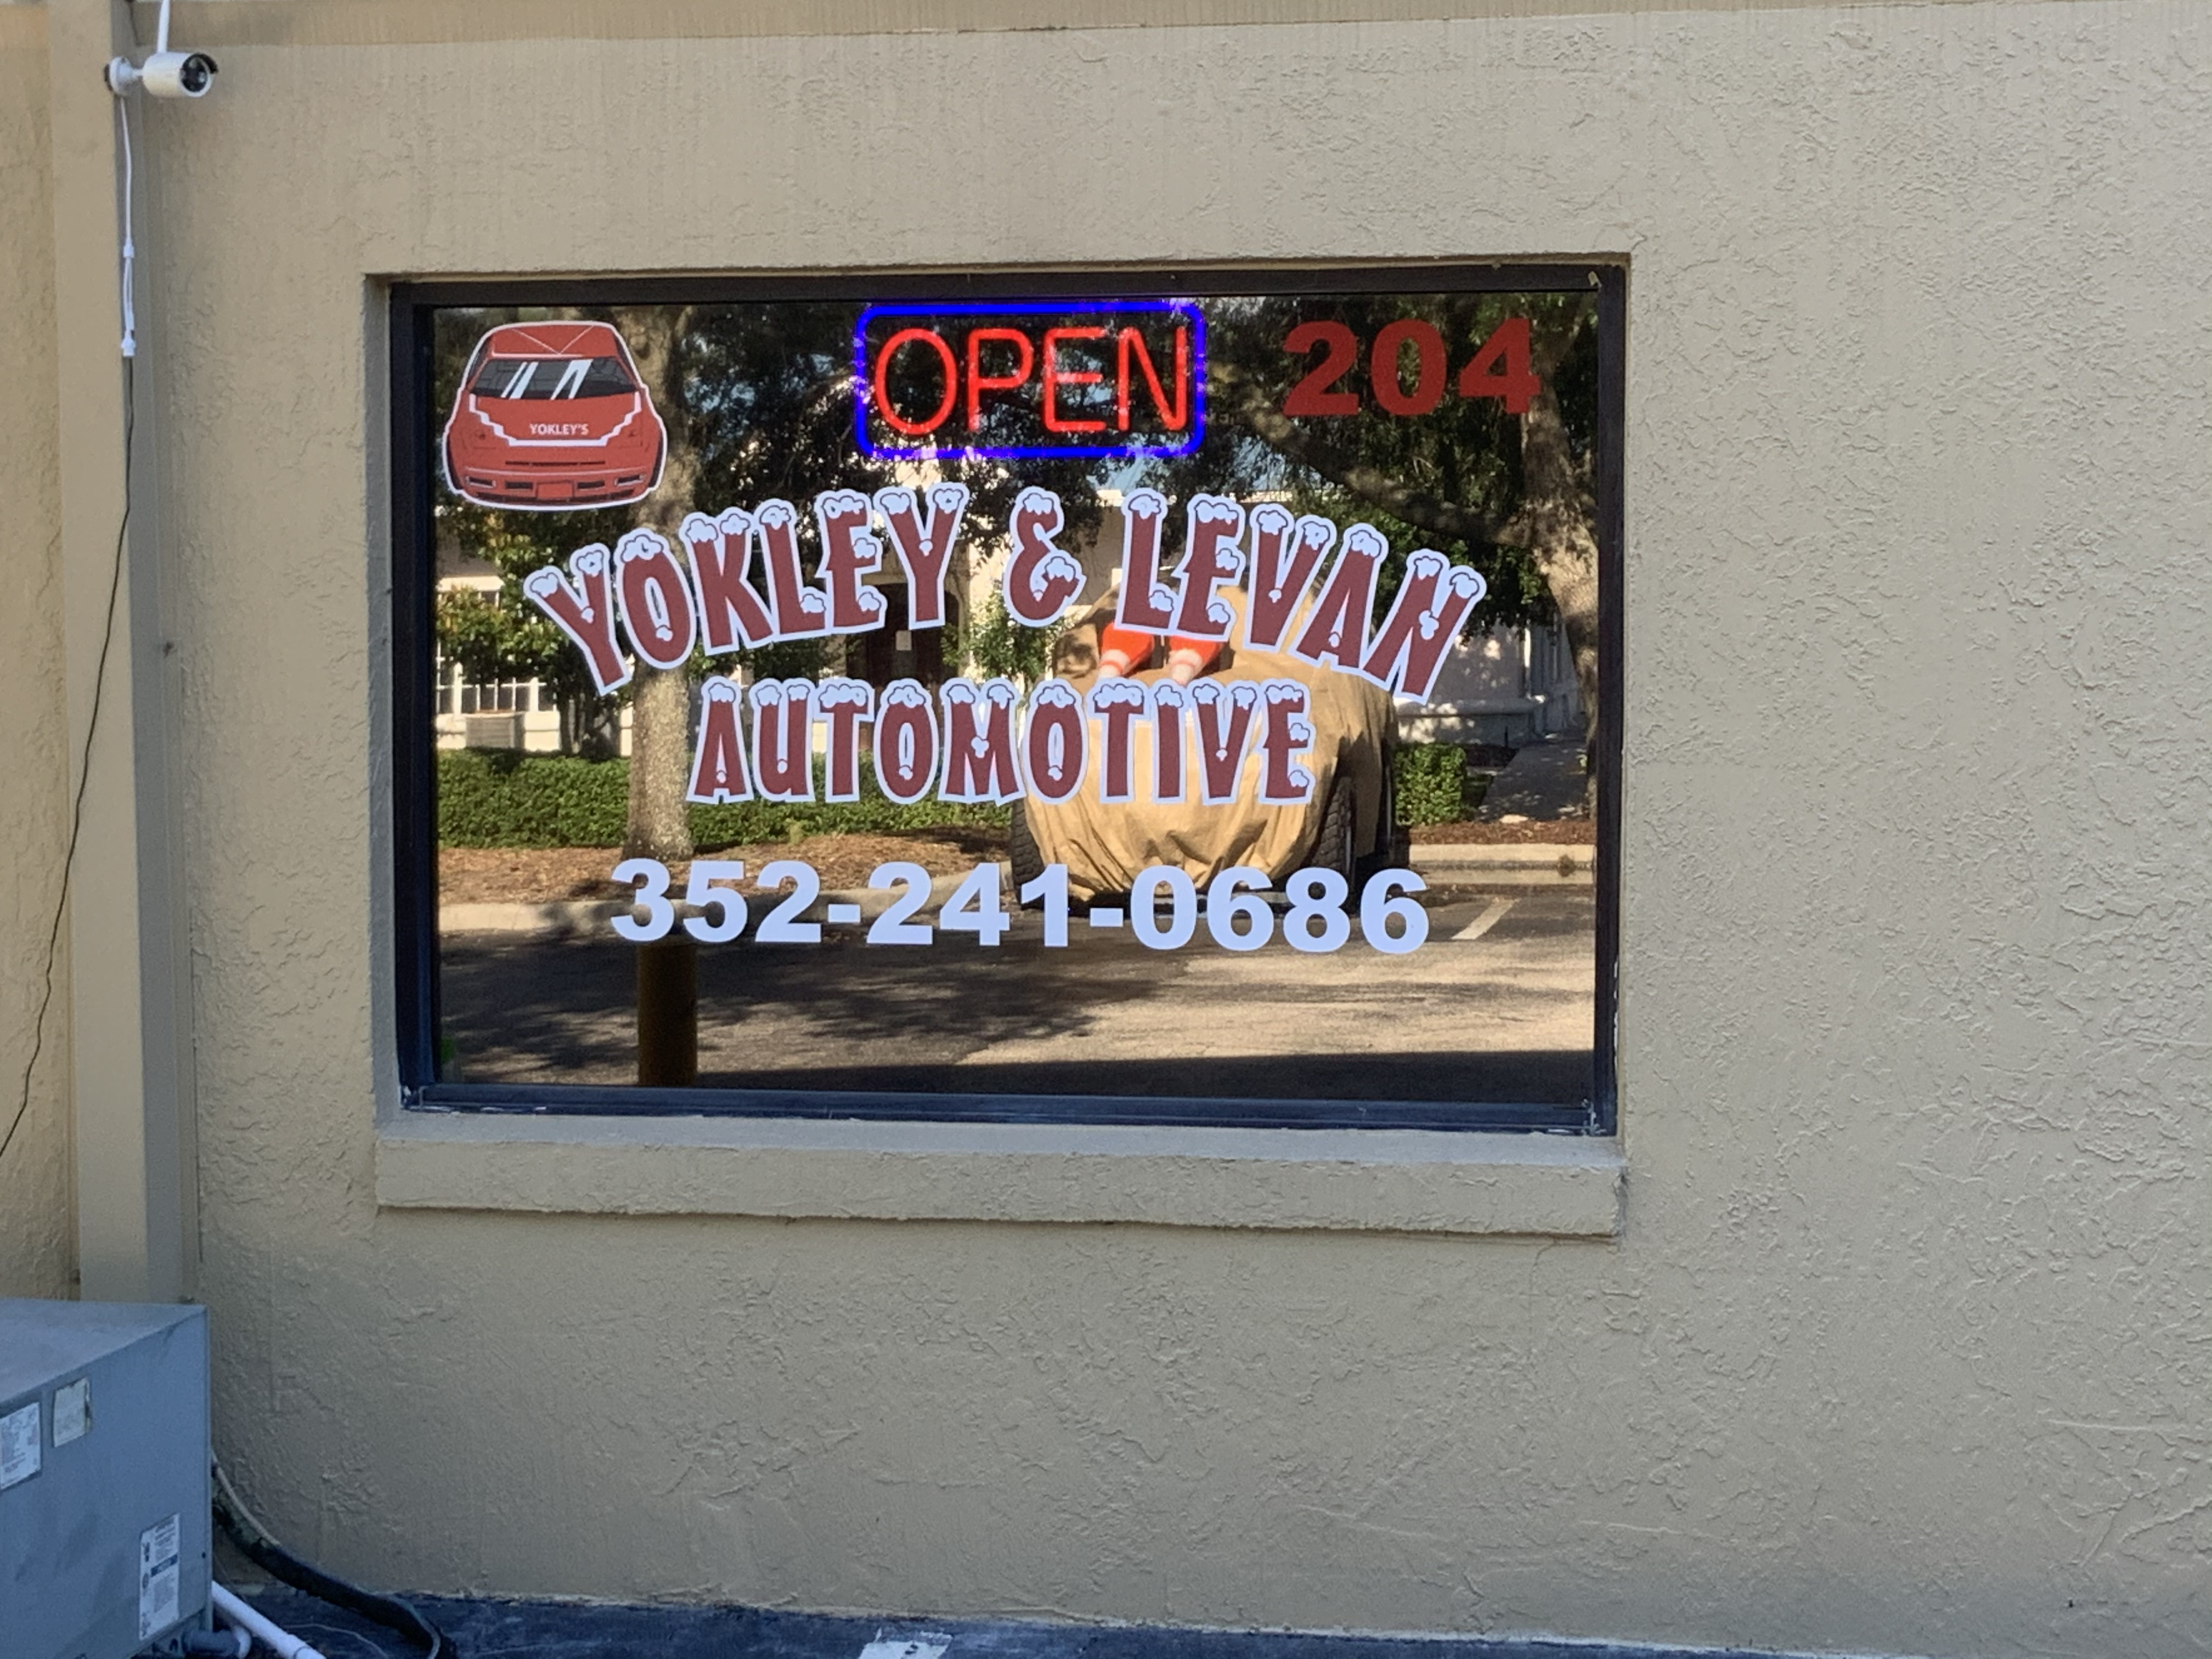 OPEN
204
YOKLEY'S
YOKLEY & LEVAN
AUTOMOTIVE
352-241-0686